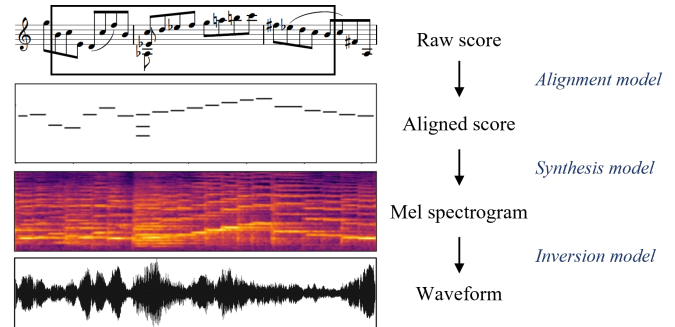 Raw score
Alignment model
Aligned score
Synthesis model
Mel spectrogram
Inversion model
Waveform